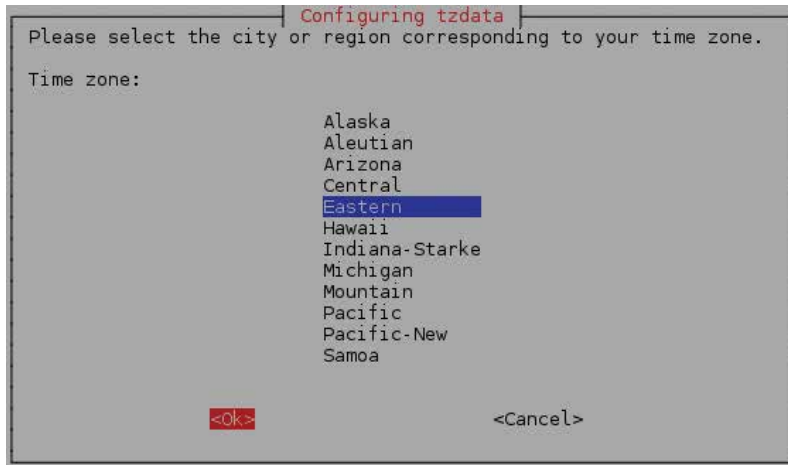 Configuring tzdata
Please select the city or region corresponding to your time zone.
Time zone:
Alaska
Aleutian
Arizona
Central
Eastern
Hawaii
Indiana-Starke
Michigan
Mountain
Pacific
Pacific-New
Samoa
<Ok> <Cancel>